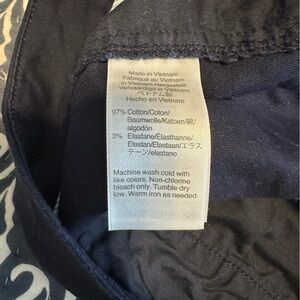 Made in Vietnam
Fabriqué au Vietnam
in Vietnam Hergestellt
Vervaardigd in Vietnam
ベトナム製
Hecho en Vietnam
97% Cotton/Coton/
Baumwolle/Katoen/綿/
algodón
3% Elastane/Élasthanne/
Elastan/Elastaan/エラス
テーン/elastano
Machine wash cold with
like colors. Non-chlorine
bleach only. Tumble dry
low. Warm iron as needed.